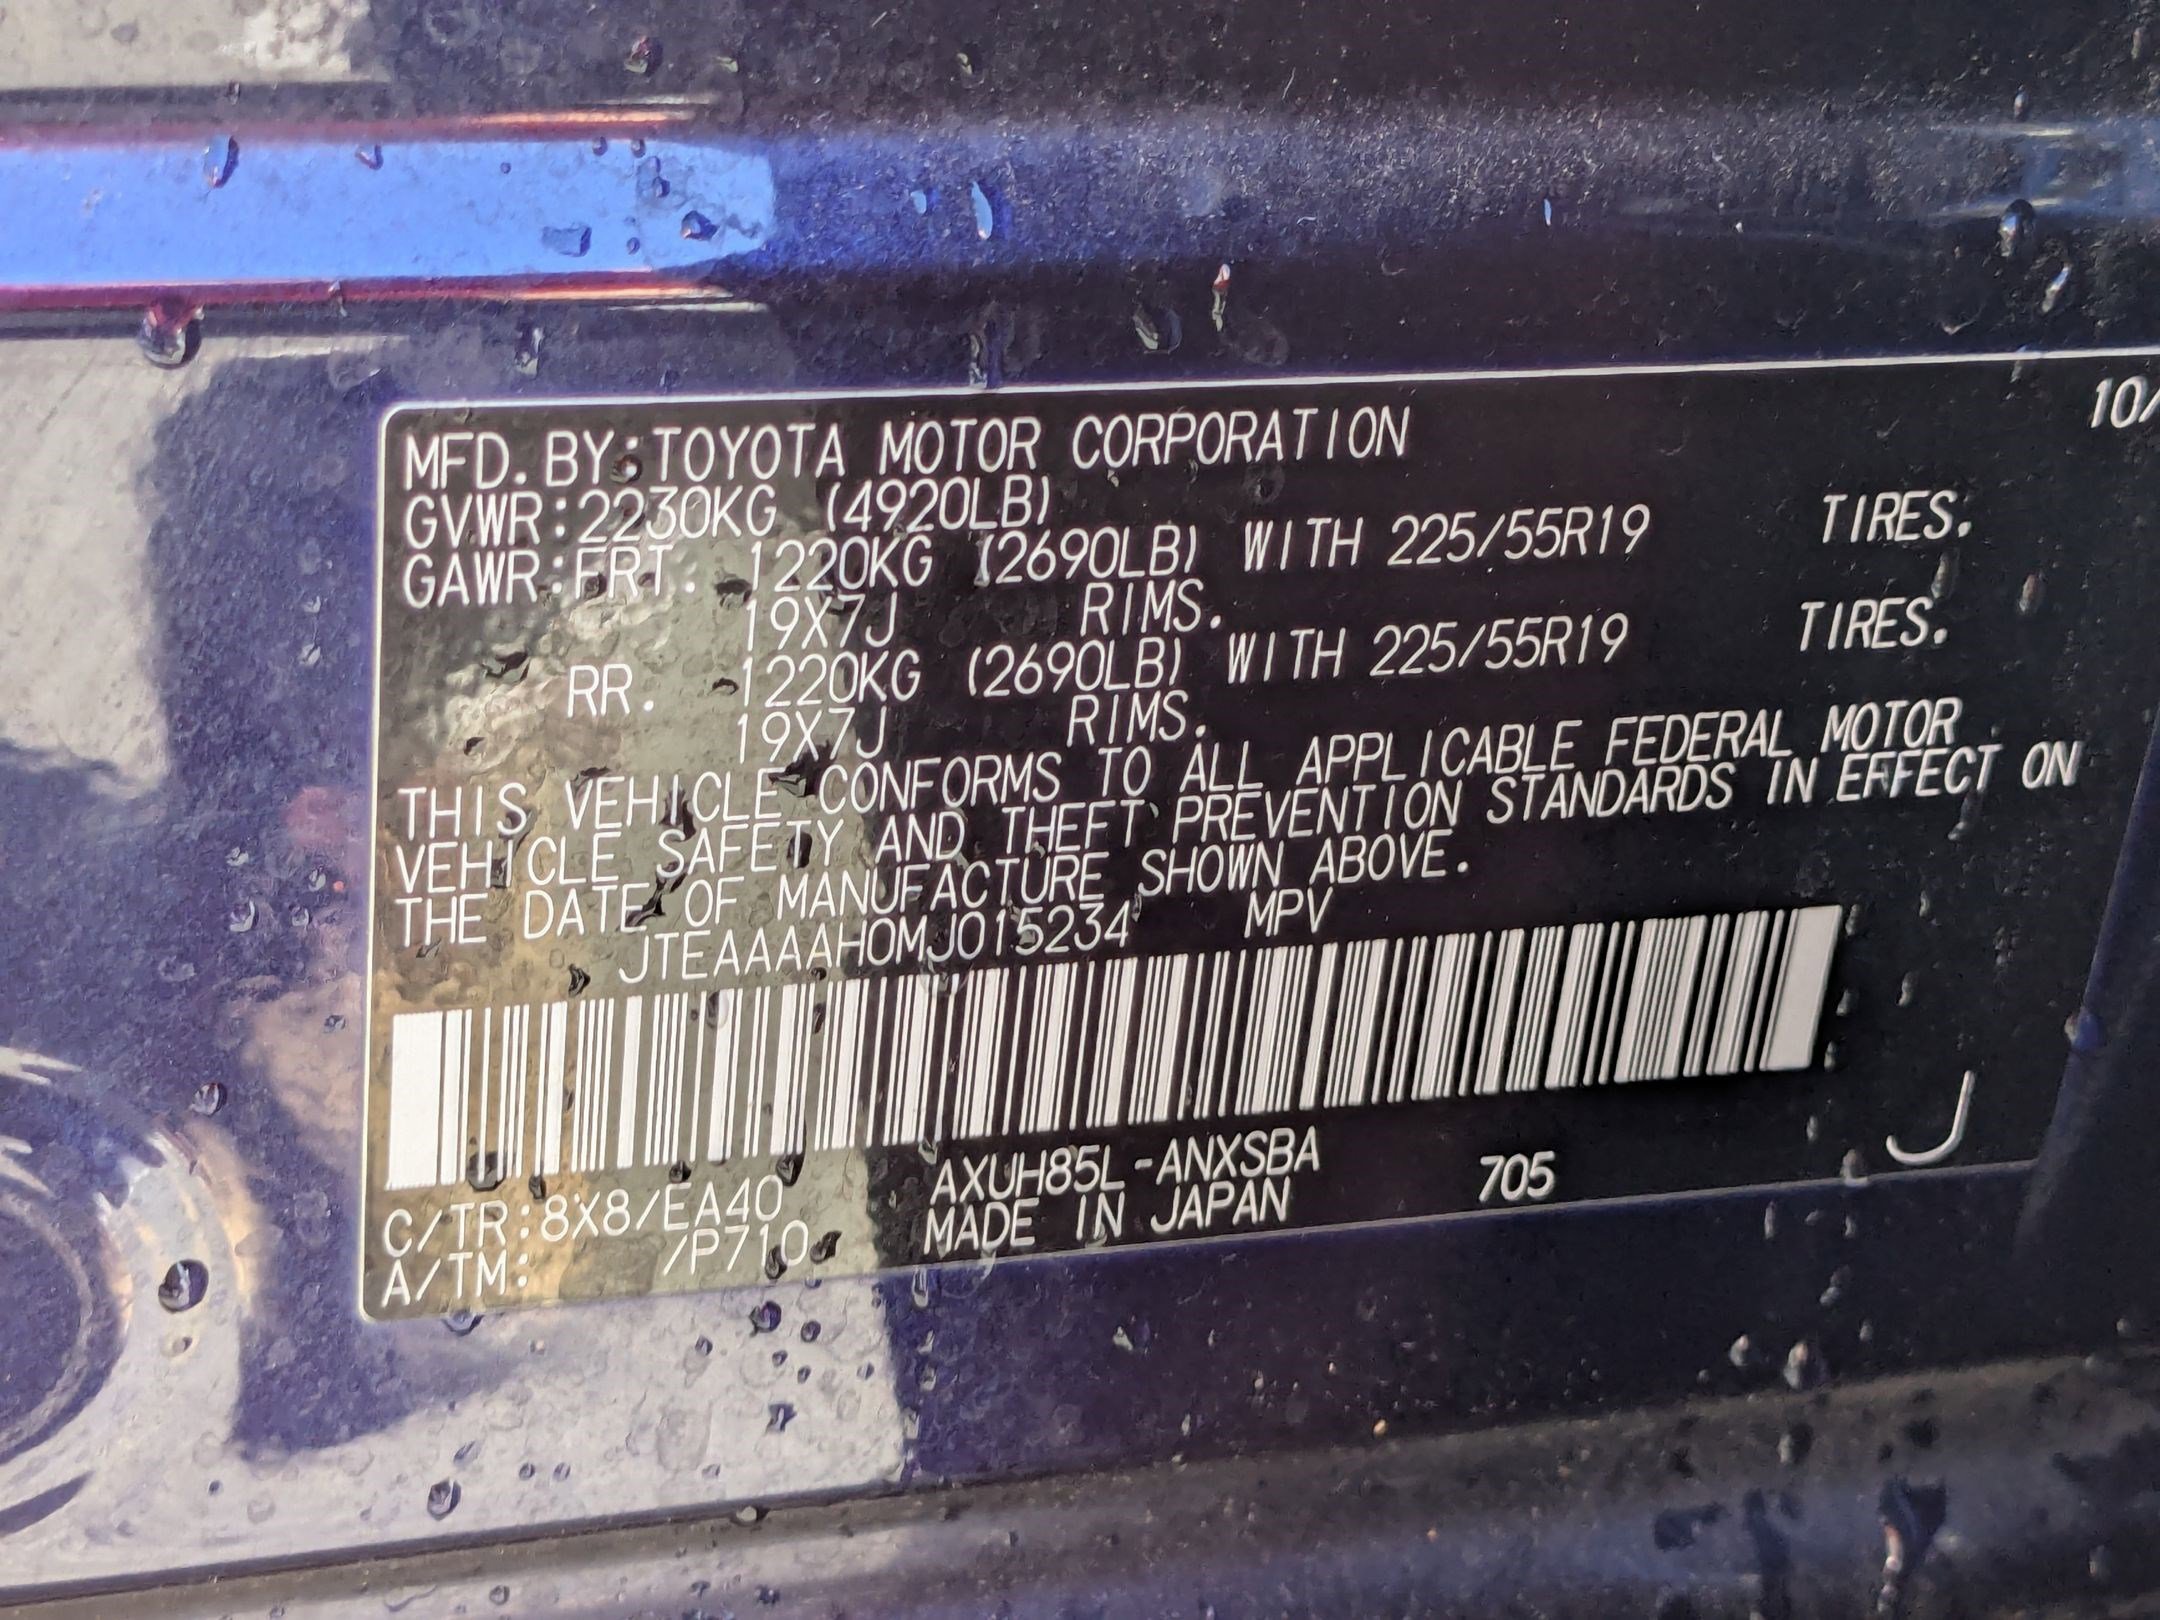 10/
MFD.BY:TOYOTA MOTOR CORPORATION
GVWR:2230KG (4920LB)
GAWR:FRT. 1220KG (2690LB) WITH 225/55R19 TIRES.
19X7J RIMS.
RR. 1220KG (2690LB) WITH 225/55R19 TIRES.
19X7J RIMS.
THIS VEHICLE CONFORMS TO ALL APPLICABLE FEDERAL MOTOR
VEHICLE SAFETY AND THEFT PREVENTION STANDARDS IN EFFECT ON
THE DATE OF MANUFACTURE SHOWN ABOVE.
JTEAAAAH0MJ015234 MPV
C/TR:8X8/EA40 AXUH85L-ANXSBA 705 J
A/TM: /P710 MADE IN JAPAN